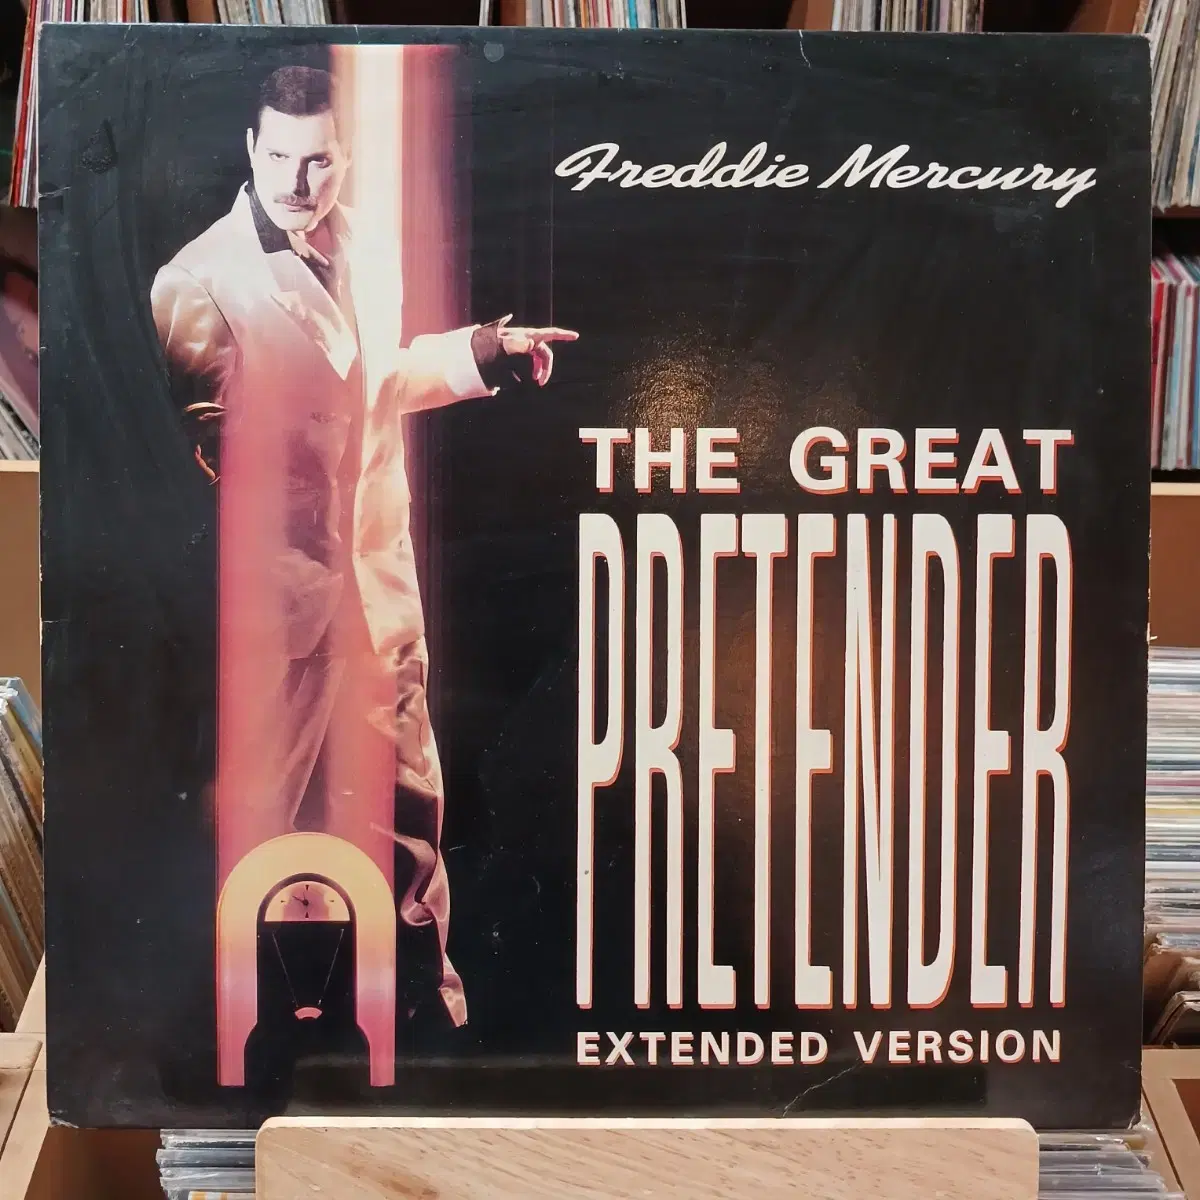 Freddie Mercury
THE GREAT
PRETENDER
EXTENDED VERSION